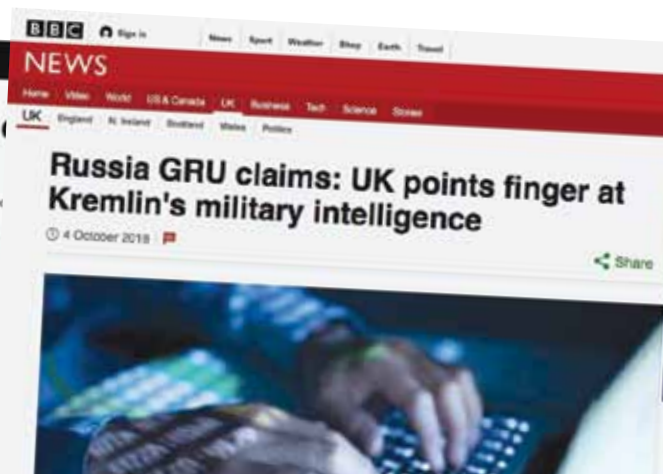 BBC Sign in News Sport Weather Shop Earth Travel
NEWS
Home Video World US & Canada UK Business Tech Science Stories
UK England N. Ireland Scotland Wales Politics
Russia GRU claims: UK points finger at
Kremlin's military intelligence
4 October 2018
Share